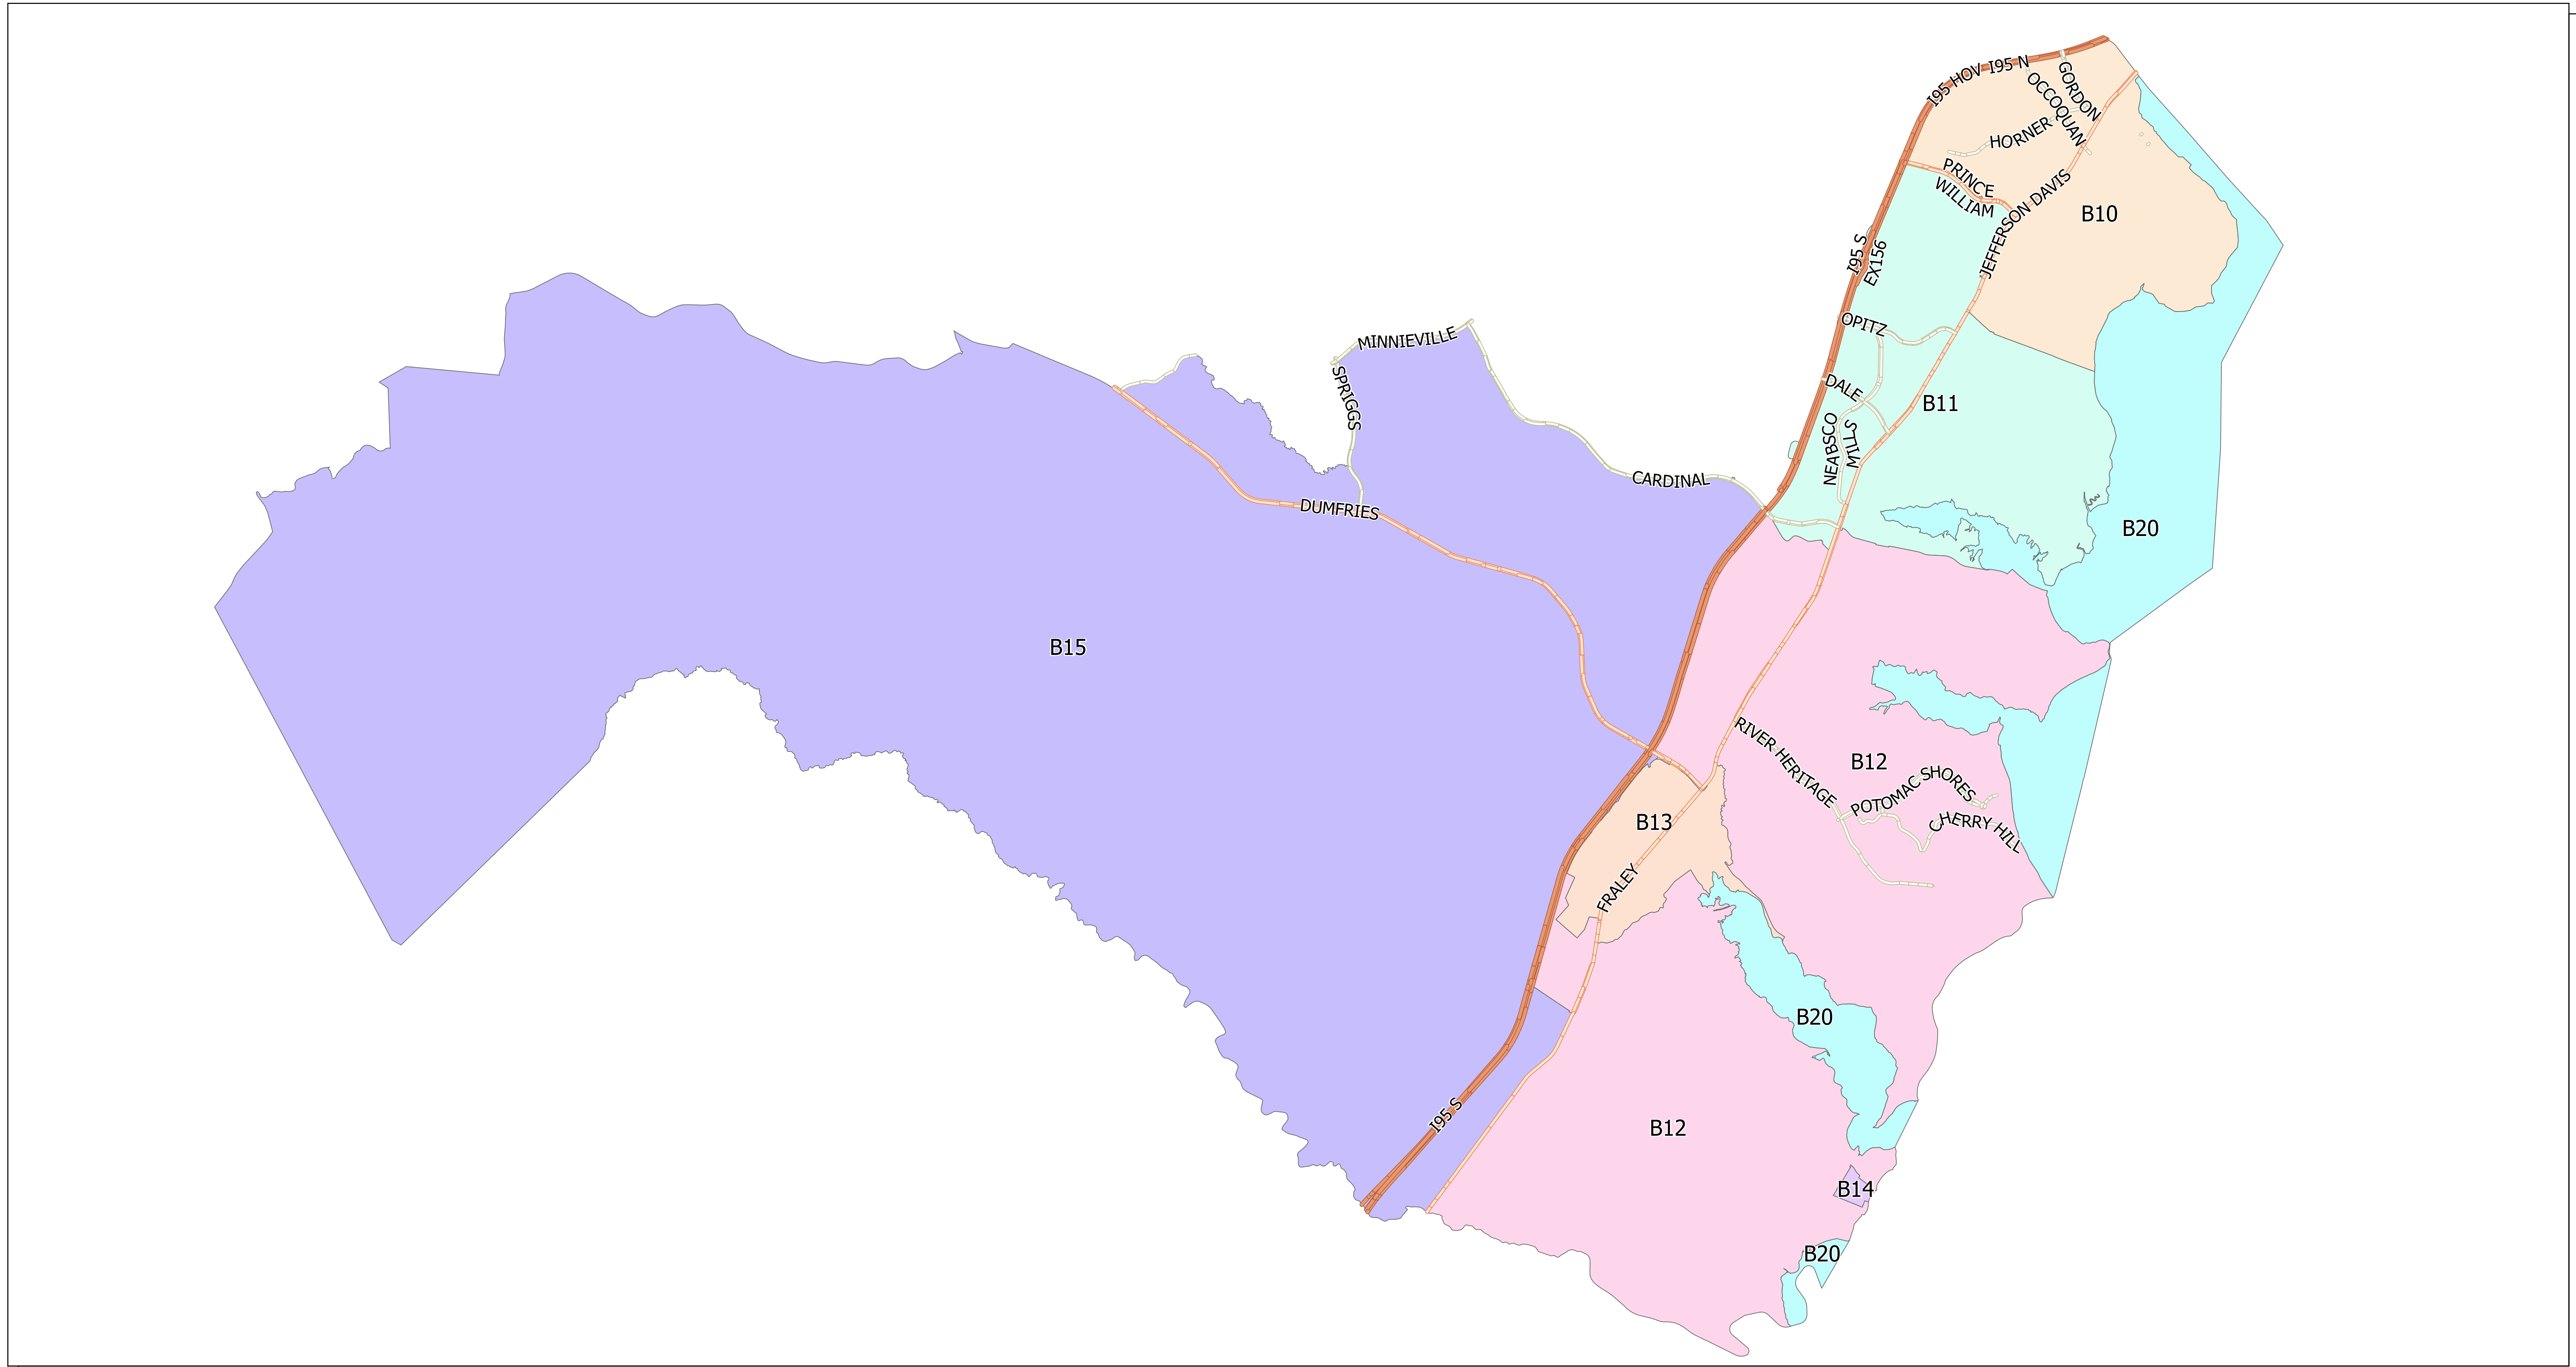 I95 HOV I95 N
GORDON
OCCOQUAN
HORNER
PRINCE
WILLIAM
JEFFERSON DAVIS
B10
I95 S
EX156
OPITZ
MINNIEVILLE
SPRIGGS
DALE
B11
NEABSCO
MILLS
CARDINAL
DUMFRIES
B20
B15
RIVER HERITAGE
B12
POTOMAC SHORES
CHERRY HILL
B13
FRALEY
B20
I95 S
B12
B14
B20